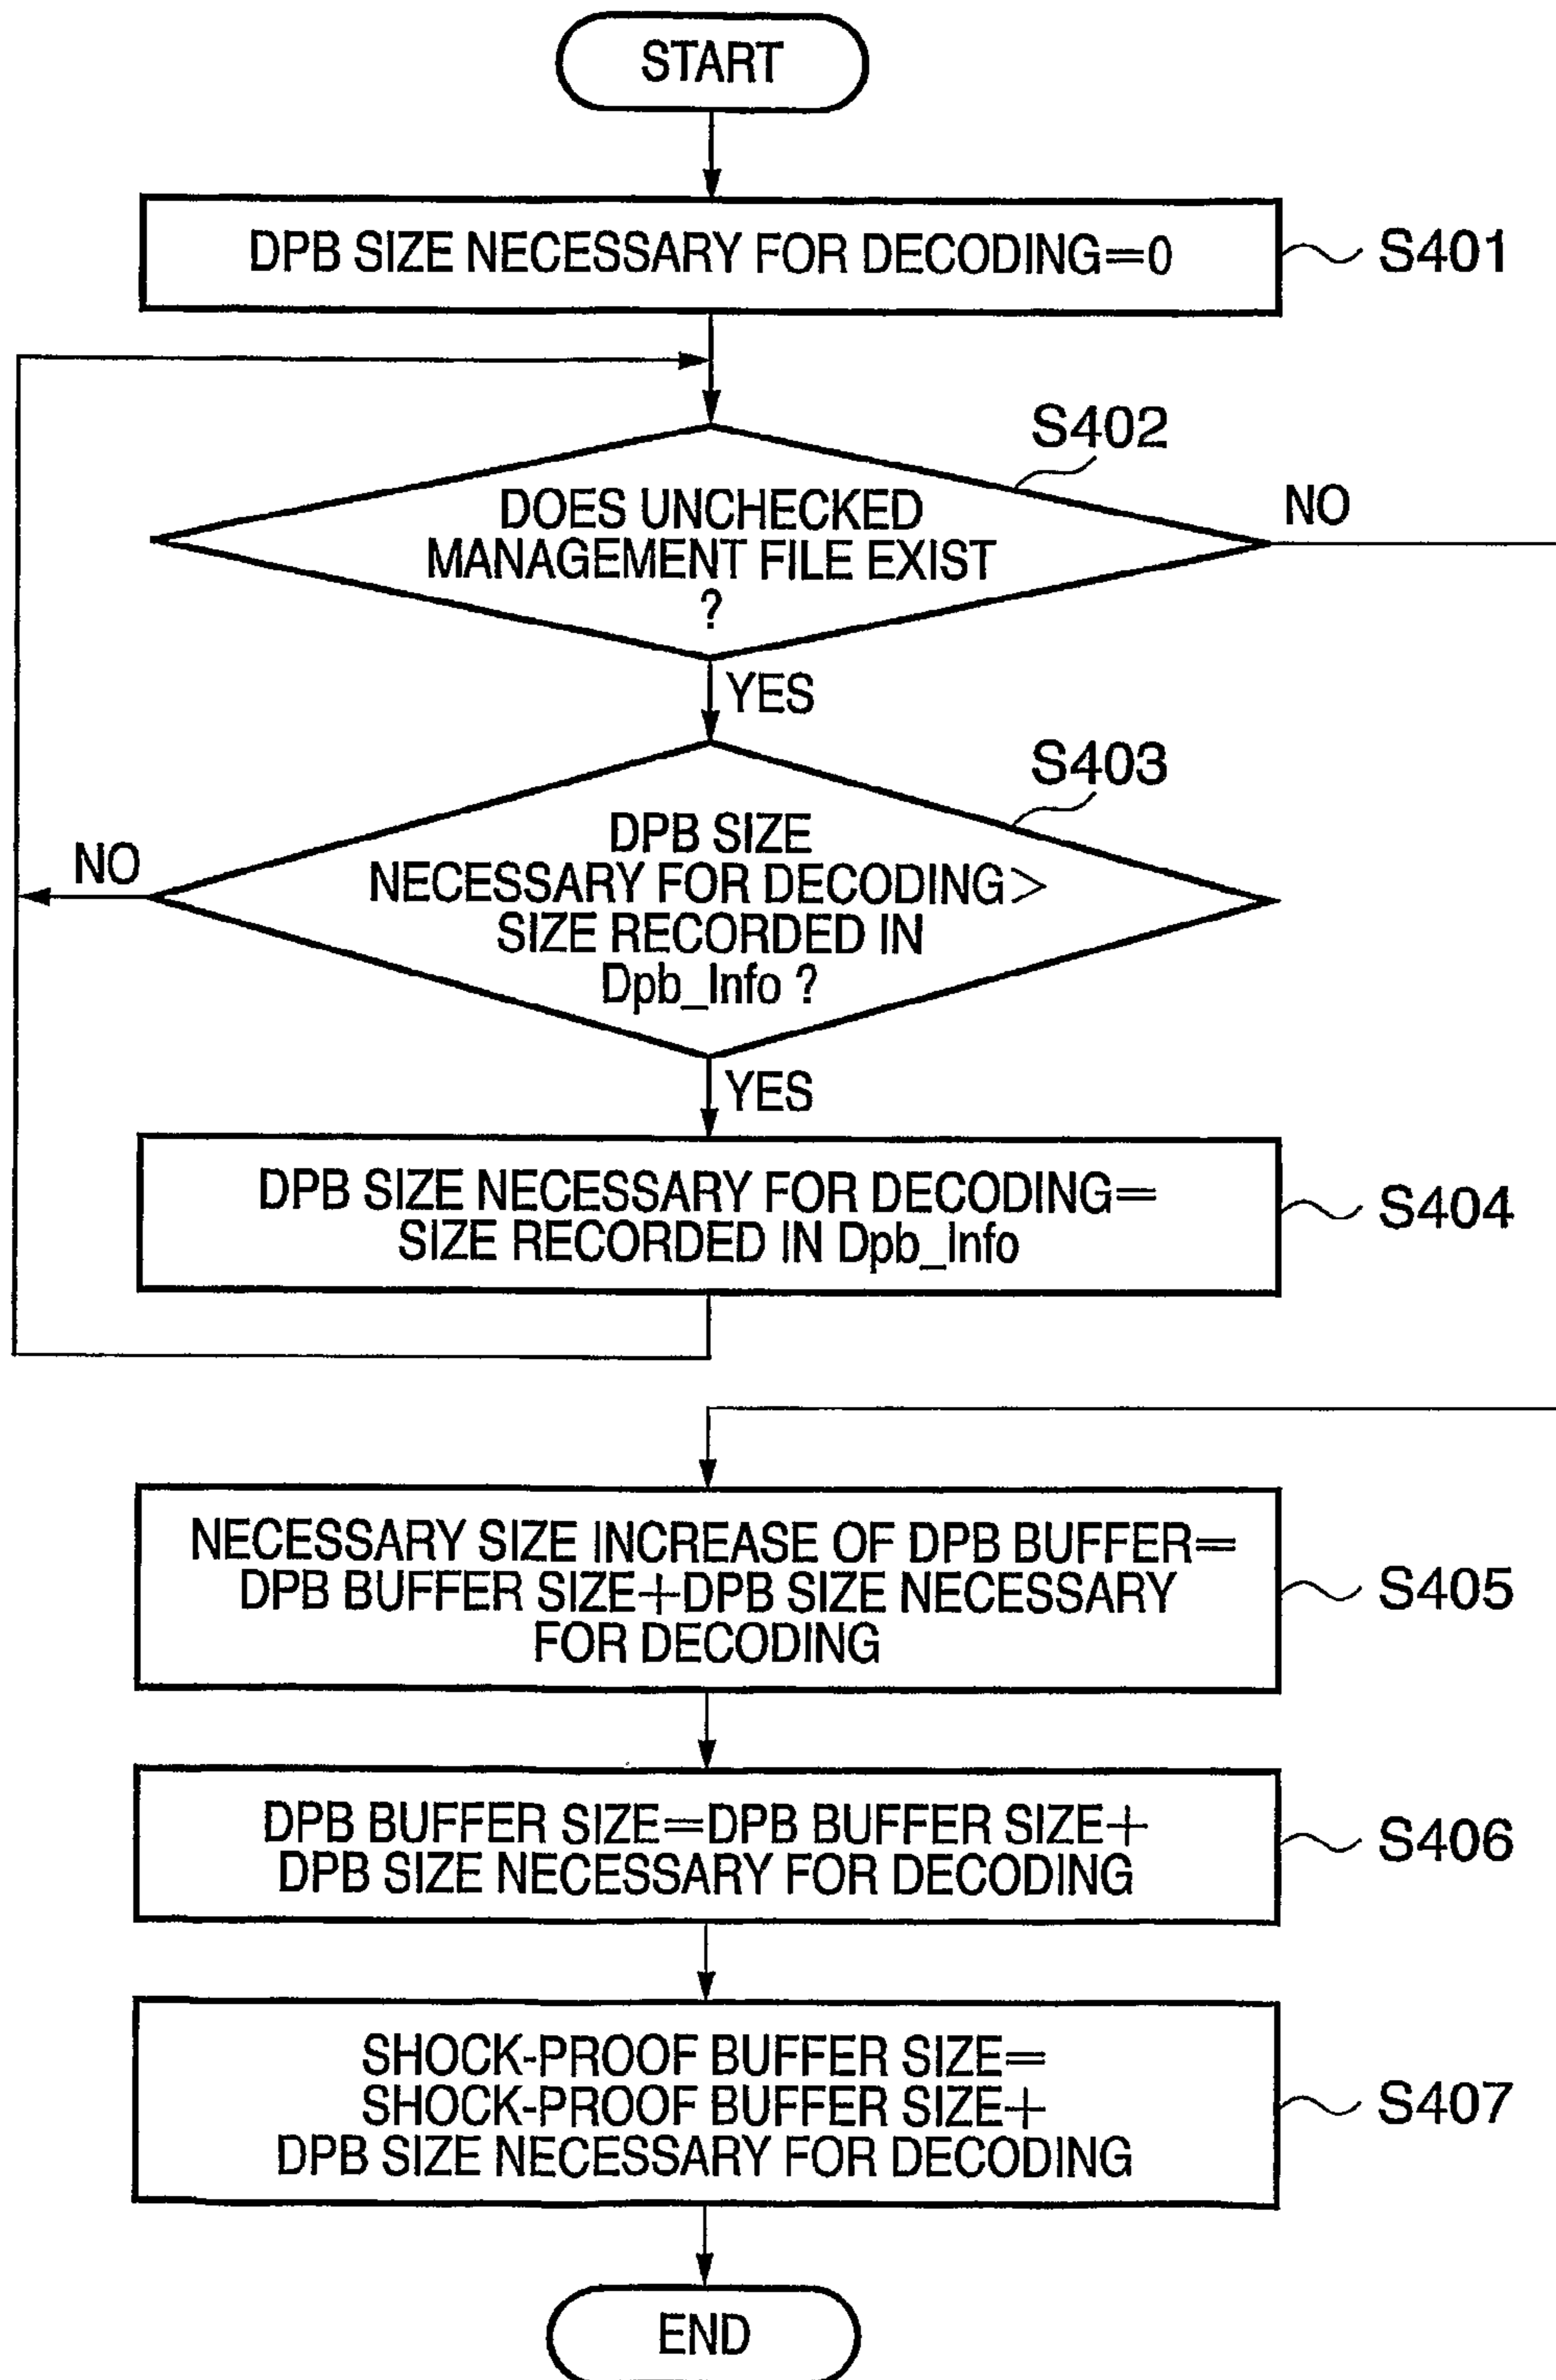 START
DPB SIZE NECESSARY FOR DECODING=0
S401
S402
DOES UNCHECKED
MANAGEMENT FILE EXIST
?
NO
YES
S403
DPB SIZE
NECESSARY FOR DECODING>
SIZE RECORDED IN
Dpb_Info ?
NO
YES
DPB SIZE NECESSARY FOR DECODING=
SIZE RECORDED IN Dpb_Info
S404
NECESSARY SIZE INCREASE OF DPB BUFFER=
DPB BUFFER SIZE+DPB SIZE NECESSARY
FOR DECODING
S405
DPB BUFFER SIZE=DPB BUFFER SIZE+
DPB SIZE NECESSARY FOR DECODING
S406
SHOCK-PROOF BUFFER SIZE=
SHOCK-PROOF BUFFER SIZE+
DPB SIZE NECESSARY FOR DECODING
S407
END